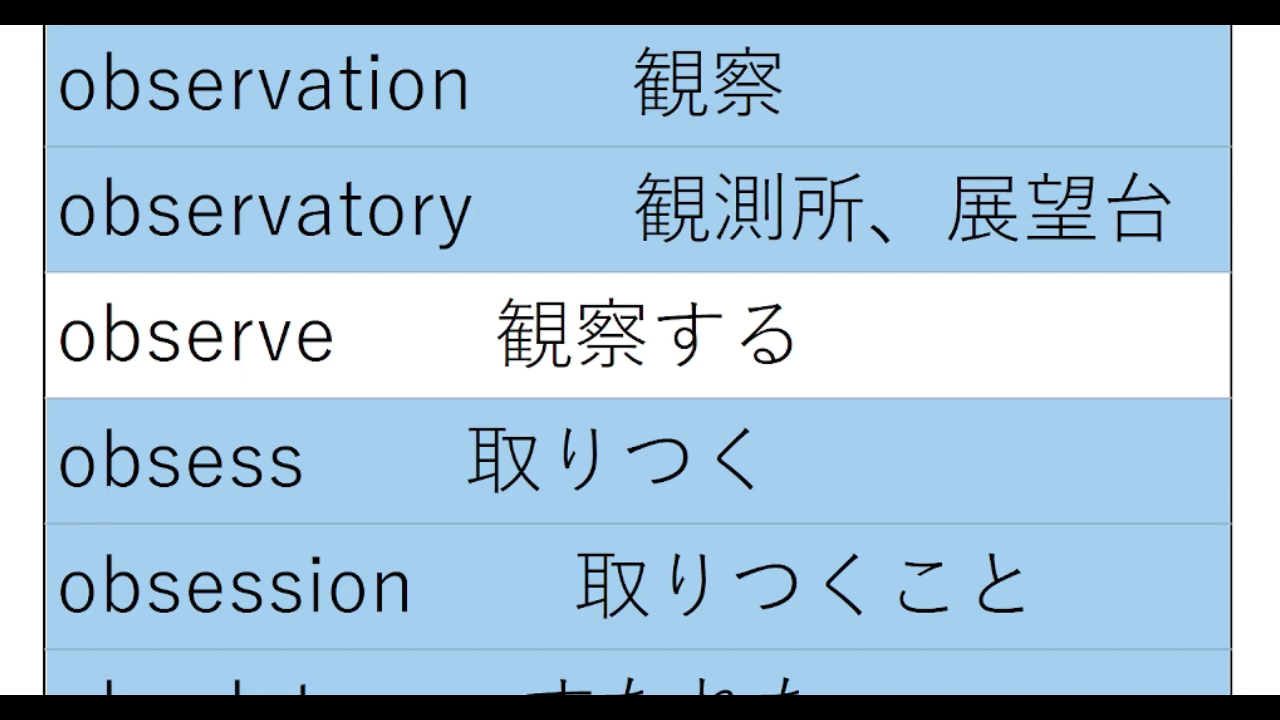 observation 観察
observatory 観測所、展望台
observe 観察する
obsess 取りつく
obsession 取りつくこと